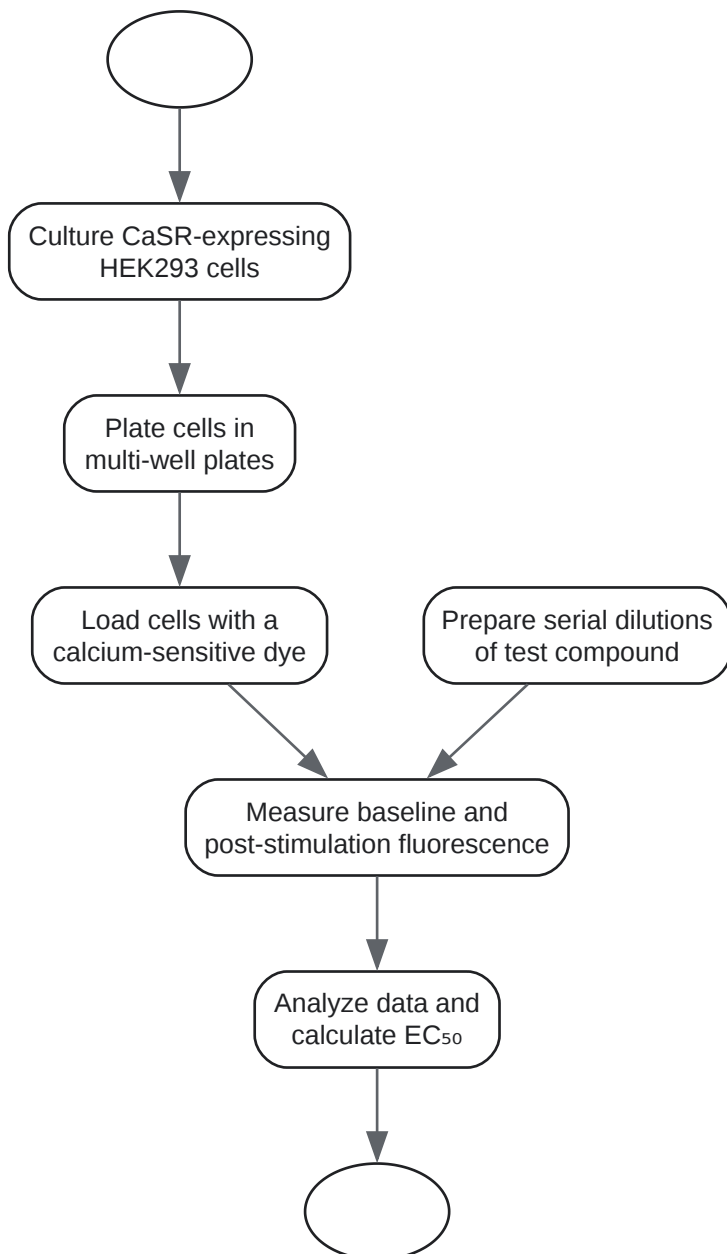 Culture CaSR-expressing
HEK293 cells
Plate cells in
multi-well plates
Load cells with a
calcium-sensitive dye
Prepare serial dilutions
of test compound
Measure baseline and
post-stimulation fluorescence
Analyze data and
calculate EC₅₀